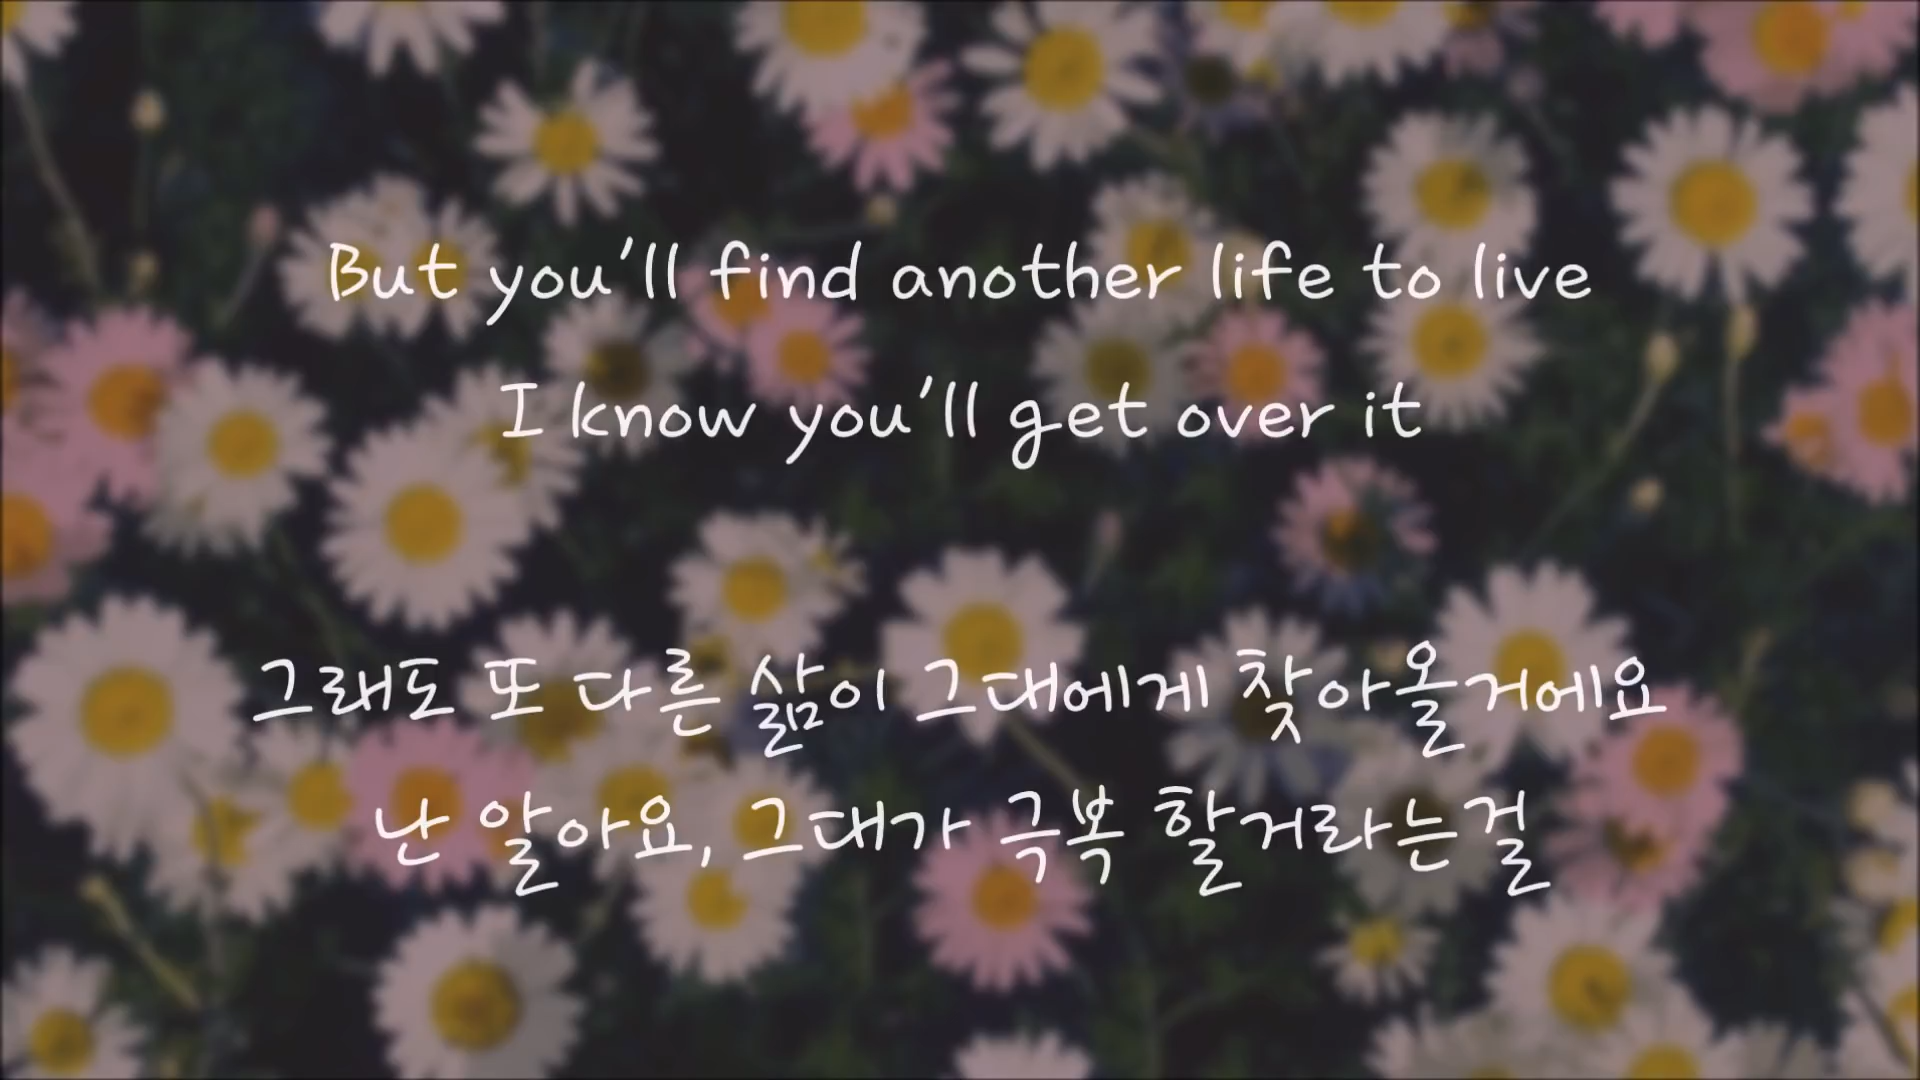 But you'll find another life to live
I know you'll get over it
그래도 또 다른 삶이 그대에게 찾아올거에요
난 알아요, 그대가 극복 할거라는걸